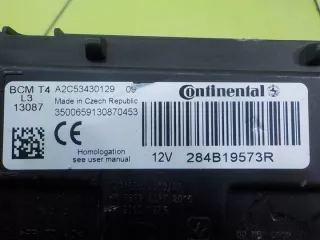 BCM T4 A2C53430129 09
L3
13087
Made in Czech Republic
3500659130870453
Homologation
see user manual
CE
Continental
12V 284B19573R